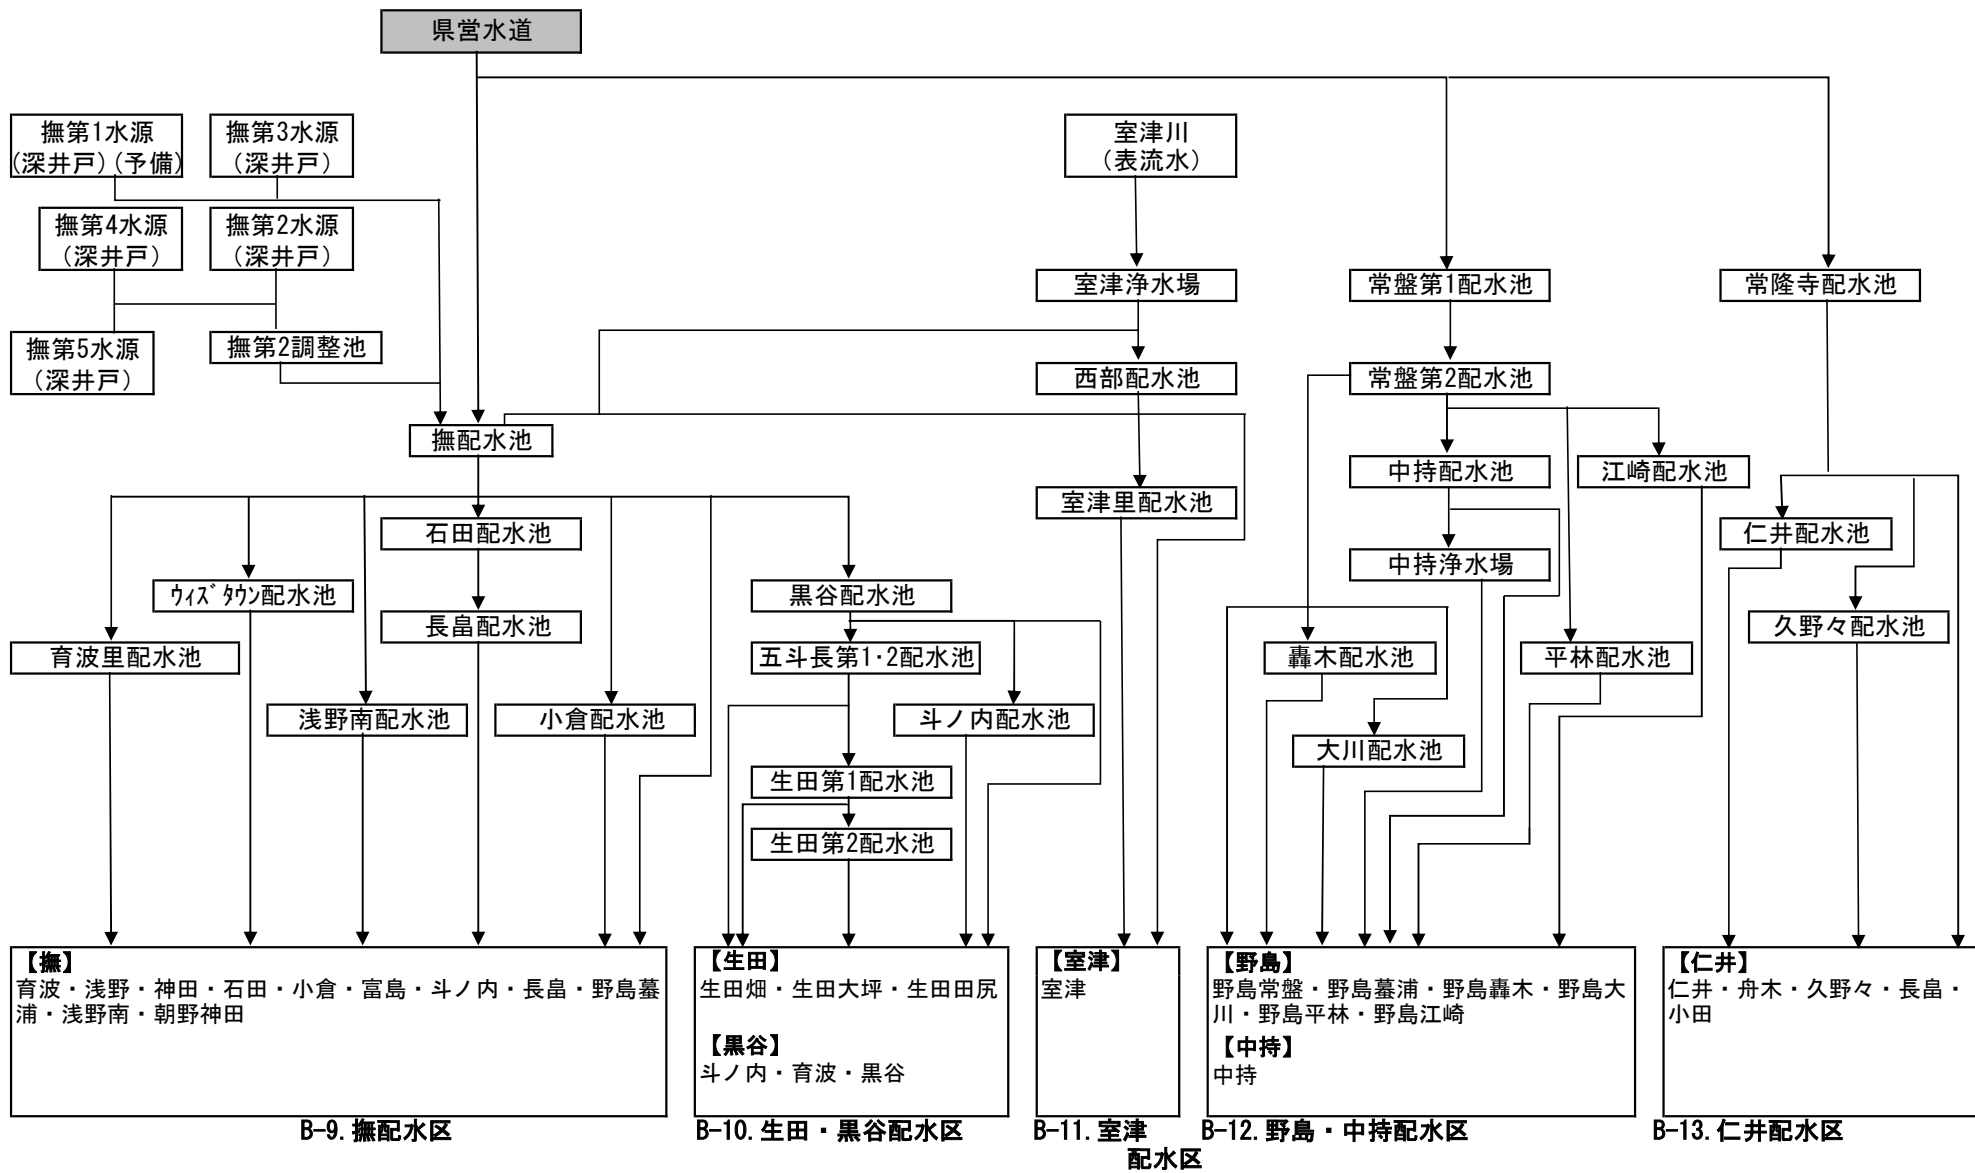 県営水道
撫第1水源
(深井戸)(予備)
撫第3水源
(深井戸)
室津川
(表流水)
撫第4水源
(深井戸)
撫第2水源
(深井戸)
室津浄水場
常盤第1配水池
常隆寺配水池
撫第5水源
(深井戸)
撫第2調整池
西部配水池
常盤第2配水池
撫配水池
中持配水池
江崎配水池
室津里配水池
石田配水池
仁井配水池
中持浄水場
ウィズタウン配水池
黒谷配水池
長畠配水池
久野々配水池
育波里配水池
五斗長第1・2配水池
轟木配水池
平林配水池
浅野南配水池
小倉配水池
斗ノ内配水池
大川配水池
生田第1配水池
生田第2配水池
【撫】
育波・浅野・神田・石田・小倉・富島・斗ノ内・長畠・野島蟇
浦・浅野南・朝野神田
B-9.撫配水区
【生田】
生田畑・生田大坪・生田田尻
【黒谷】
斗ノ内・育波・黒谷
B-10.生田・黒谷配水区
【室津】
室津
B-11.室津
配水区
【野島】
野島常盤・野島蟇浦・野島轟木・野島大
川・野島平林・野島江崎
【中持】
中持
B-12.野島・中持配水区
【仁井】
仁井・舟木・久野々・長畠・
小田
B-13.仁井配水区